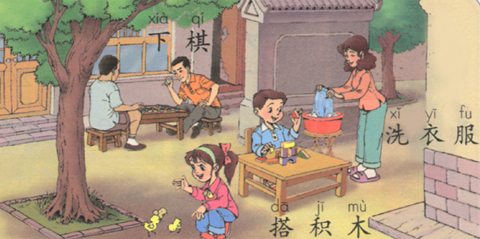 xià qí
下 棋
xǐ yī fu
洗 衣 服
dā jī mù
搭 积 木